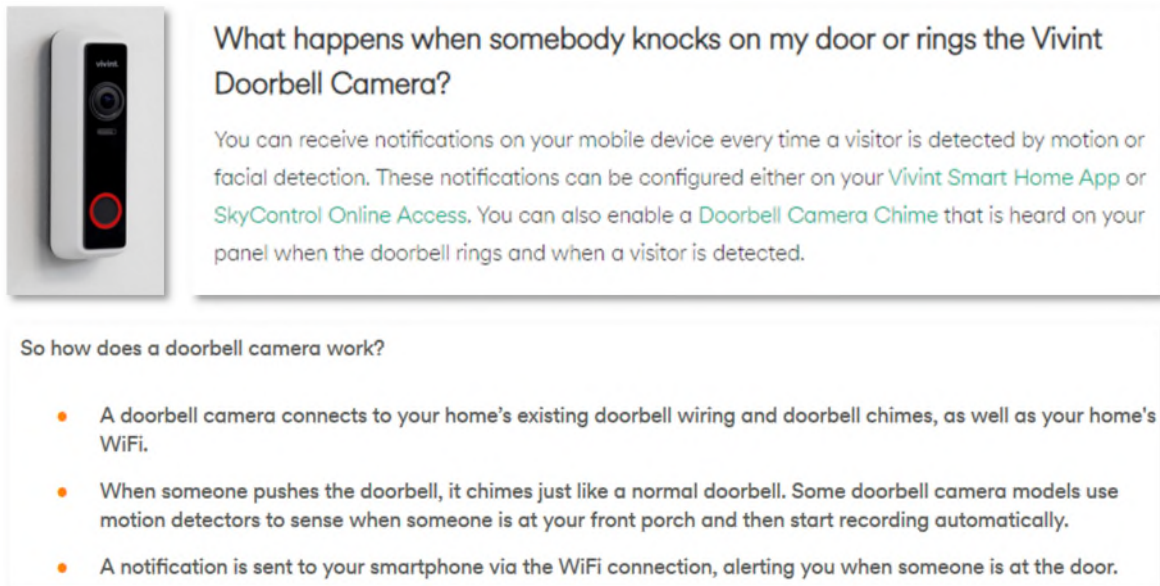 vivint.
What happens when somebody knocks on my door or rings the Vivint
Doorbell Camera?
You can receive notifications on your mobile device every time a visitor is detected by motion or
facial detection. These notifications can be configured either on your Vivint Smart Home App or
SkyControl Online Access. You can also enable a Doorbell Camera Chime that is heard on your
panel when the doorbell rings and when a visitor is detected.
So how does a doorbell camera work?
• A doorbell camera connects to your home's existing doorbell wiring and doorbell chimes, as well as your home's
WiFi.
• When someone pushes the doorbell, it chimes just like a normal doorbell. Some doorbell camera models use
motion detectors to sense when someone is at your front porch and then start recording automatically.
• A notification is sent to your smartphone via the WiFi connection, alerting you when someone is at the door.